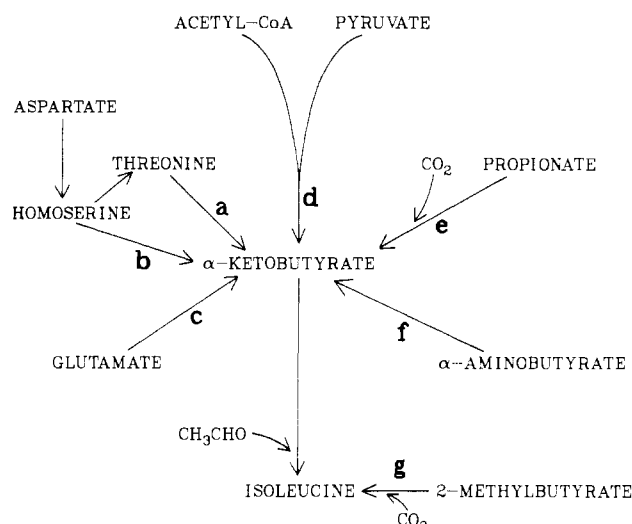 ACETYL-CoA PYRUVATE
ASPARTATE
THREONINE
CO₂ PROPIONATE
a
d
HOMOSERINE
e
b
α-KETOBUTYRATE
c
f
GLUTAMATE
α-AMINOBUTYRATE
CH₃CHO
g
ISOLEUCINE
2-METHYLBUTYRATE
CO₂